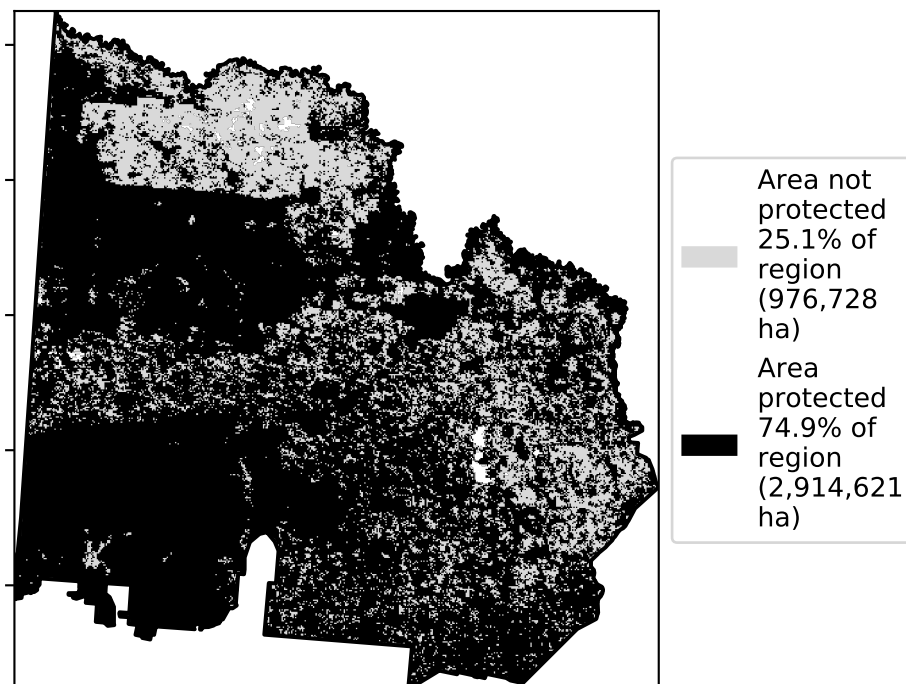 Area not
protected
25.1% of
region
(976,728
ha)
Area
protected
74.9% of
region
(2,914,621
ha)